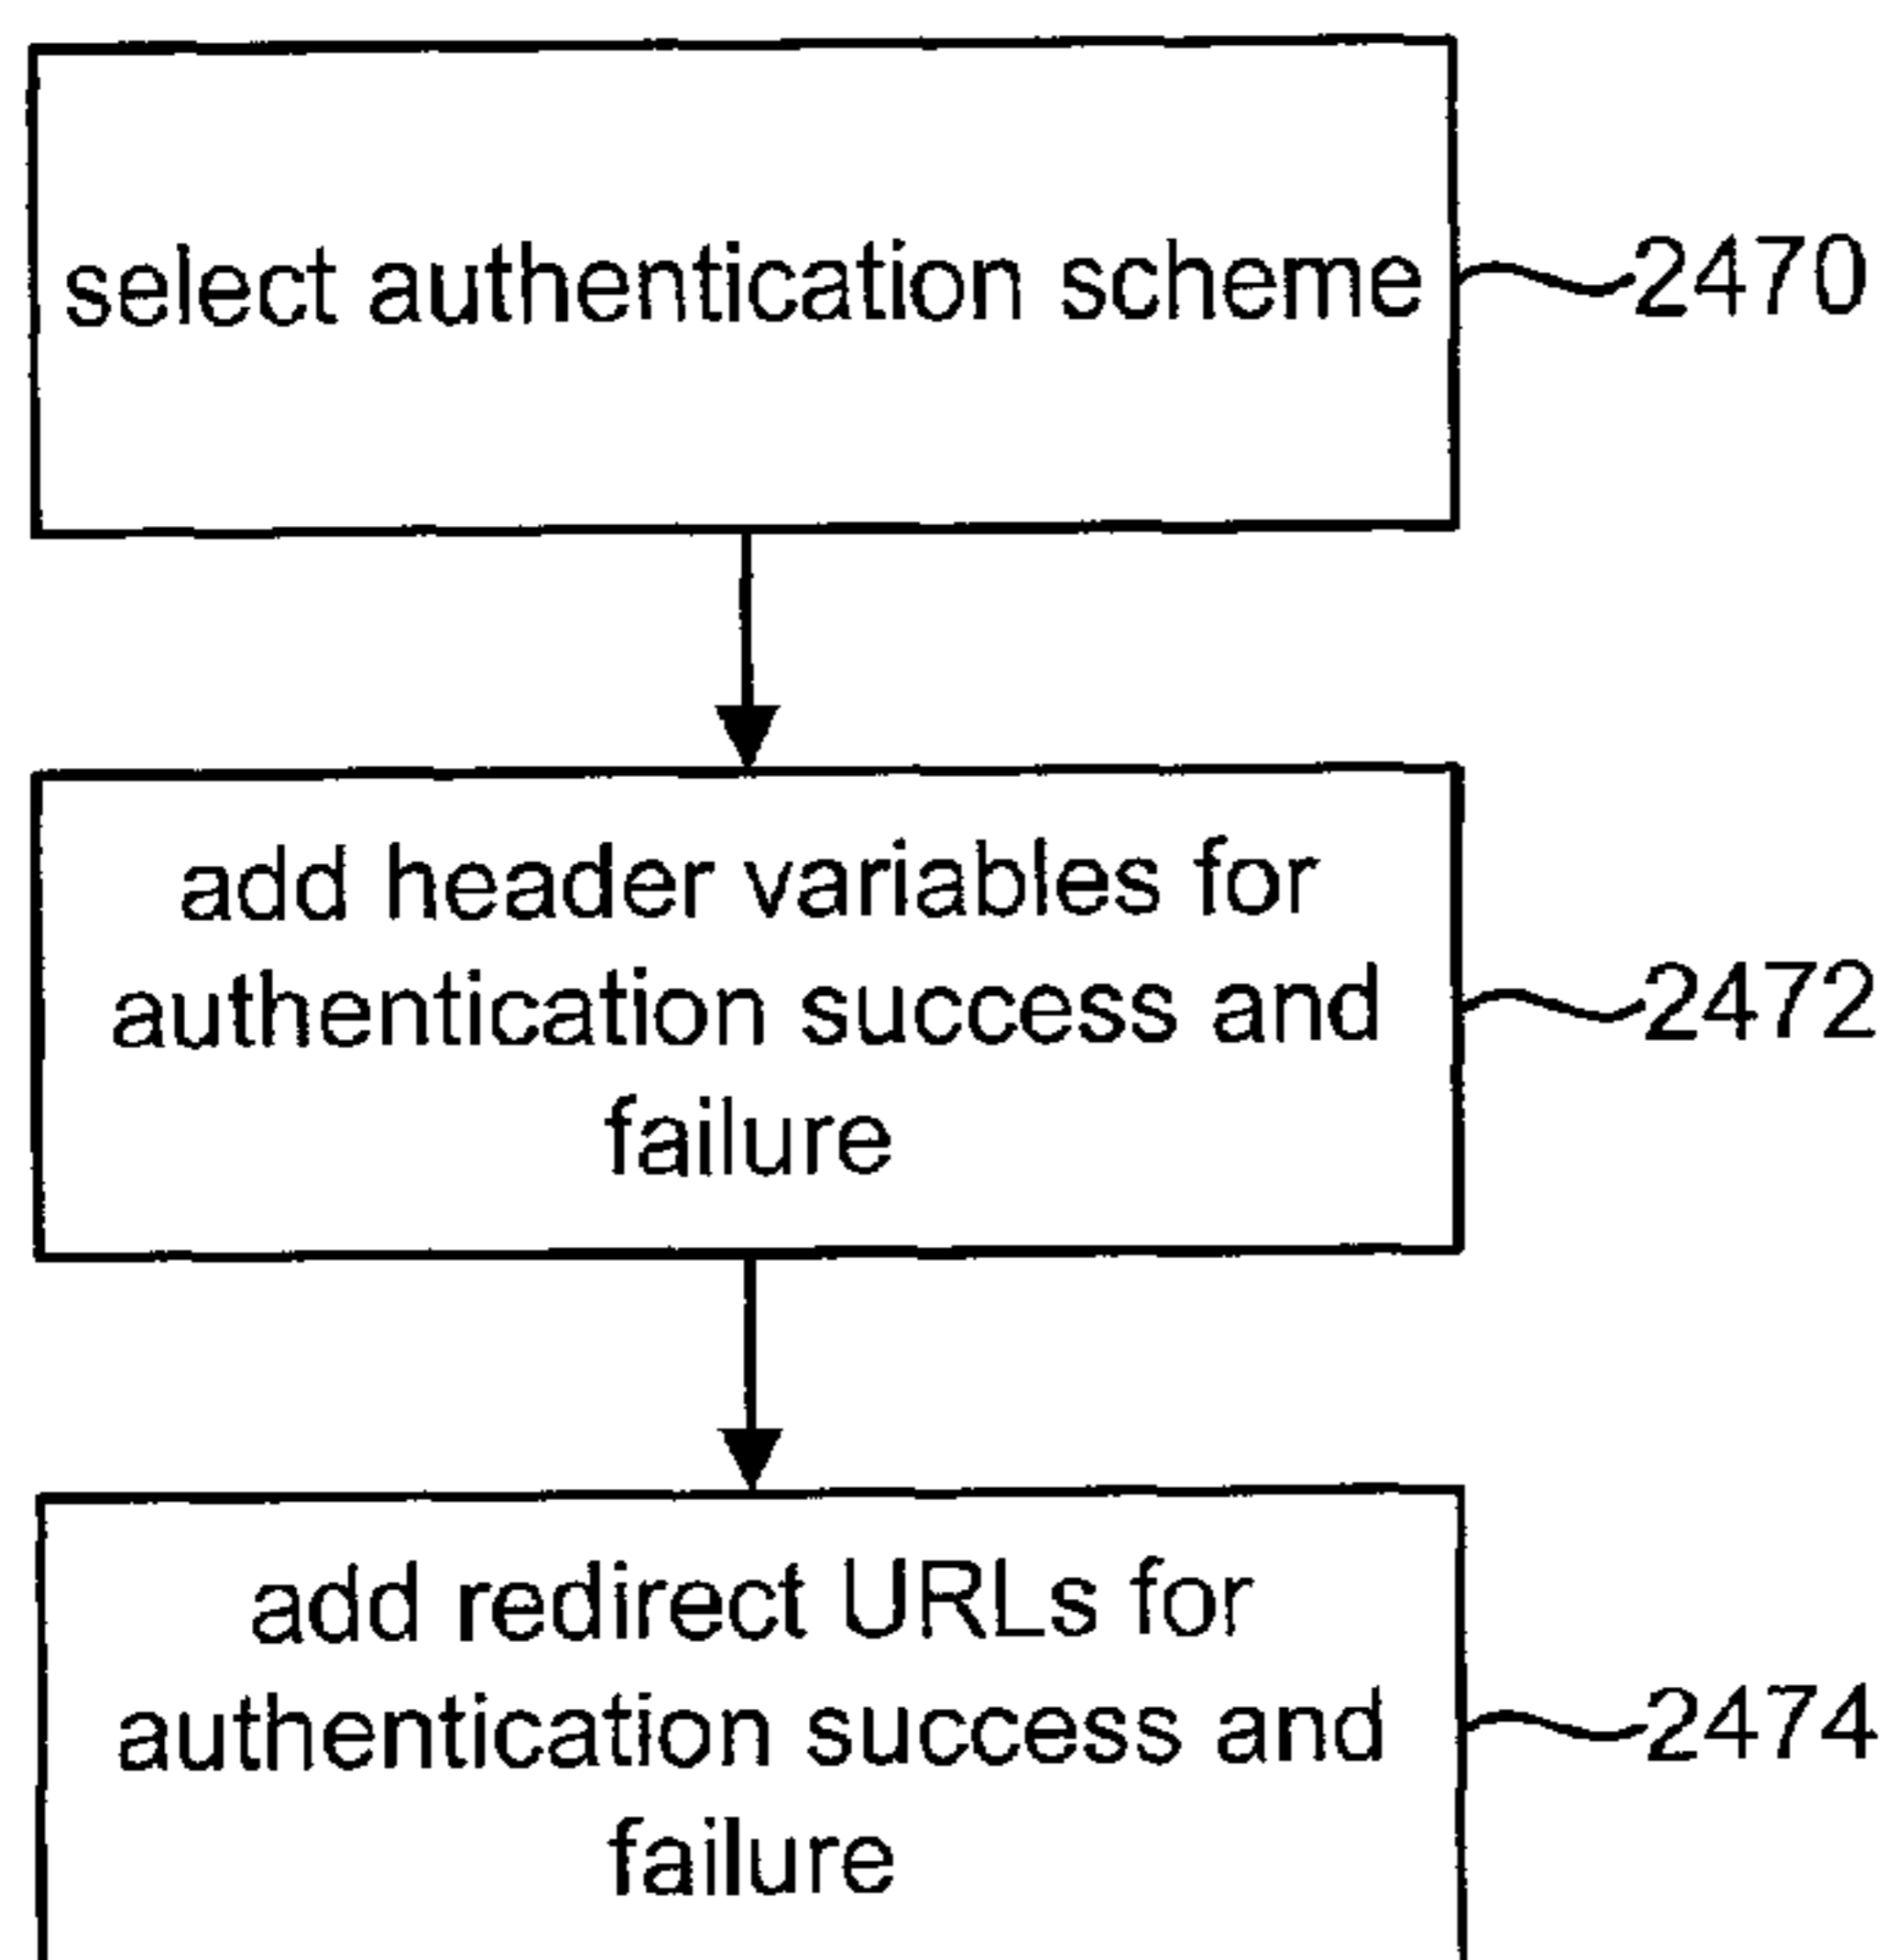 select authentication scheme
2470
add header variables for
authentication success and
failure
2472
add redirect URLs for
authentication success and
failure
2474